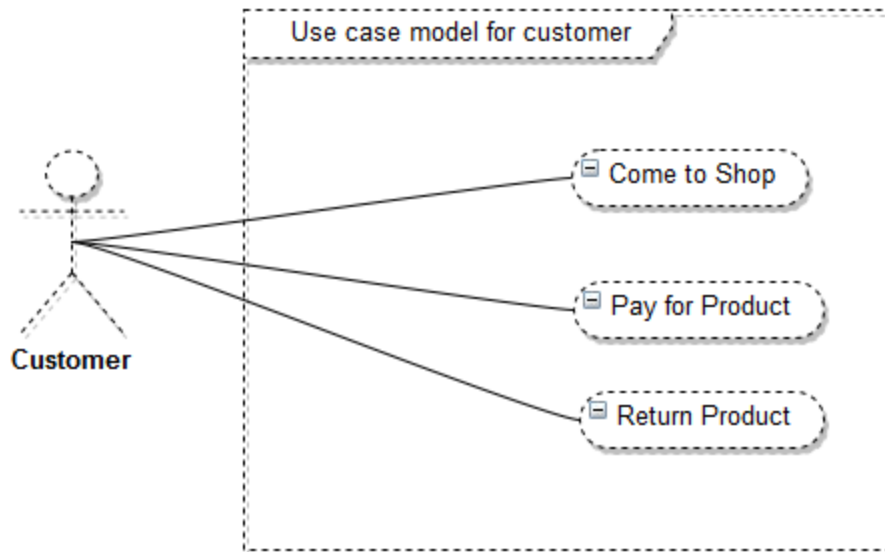 Use case model for customer
Come to Shop
Pay for Product
Return Product
Customer